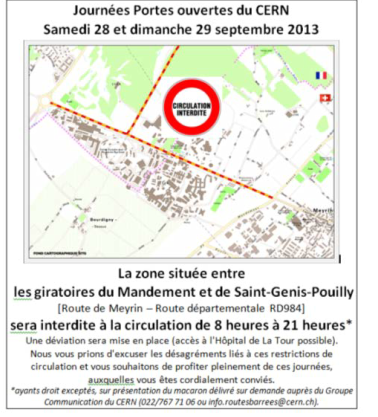 Journées Portes ouvertes du CERN
Samedi 28 et dimanche 29 septembre 2013
CIRCULATION
INTERDITE
Meyrin
Bourdigny
FOND CARTOGRAPHIQUE SITG
La zone située entre
les giratoires du Mandement et de Saint-Genis-Pouilly
[Route de Meyrin – Route départementale RD984]
sera interdite à la circulation de 8 heures à 21 heures*
Une déviation sera mise en place (accès à l'Hôpital de La Tour possible).
Nous vous prions d'excuser les désagréments liés à ces restrictions de
circulation et vous souhaitons de profiter pleinement de ces journées,
auxquelles vous êtes cordialement conviés.
*ayants droit exceptés, sur présentation du macaron délivré sur demande auprès du Groupe
Communication du CERN (022/767 71 06 ou info.routesbarrees@cern.ch).